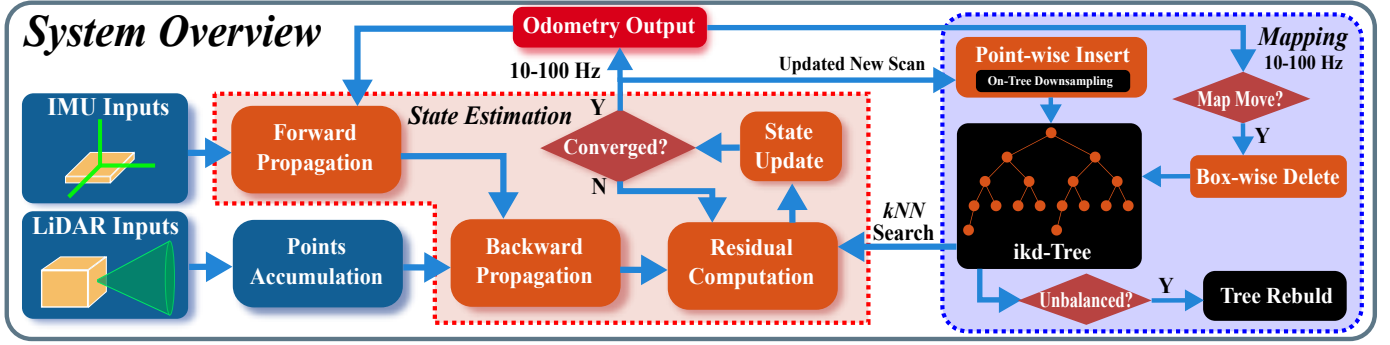 System Overview
Odometry Output
10-100 Hz
Updated New Scan
Mapping
10-100 Hz
Point-wise Insert
On-Tree Downsampling
Map Move?
Y
Box-wise Delete
IMU Inputs
State Estimation
Forward
Propagation
Y
Converged?
N
State
Update
LiDAR Inputs
Points
Accumulation
Backward
Propagation
Residual
Computation
kNN
Search
ikd-Tree
Unbalanced?
Y
Tree Rebuld